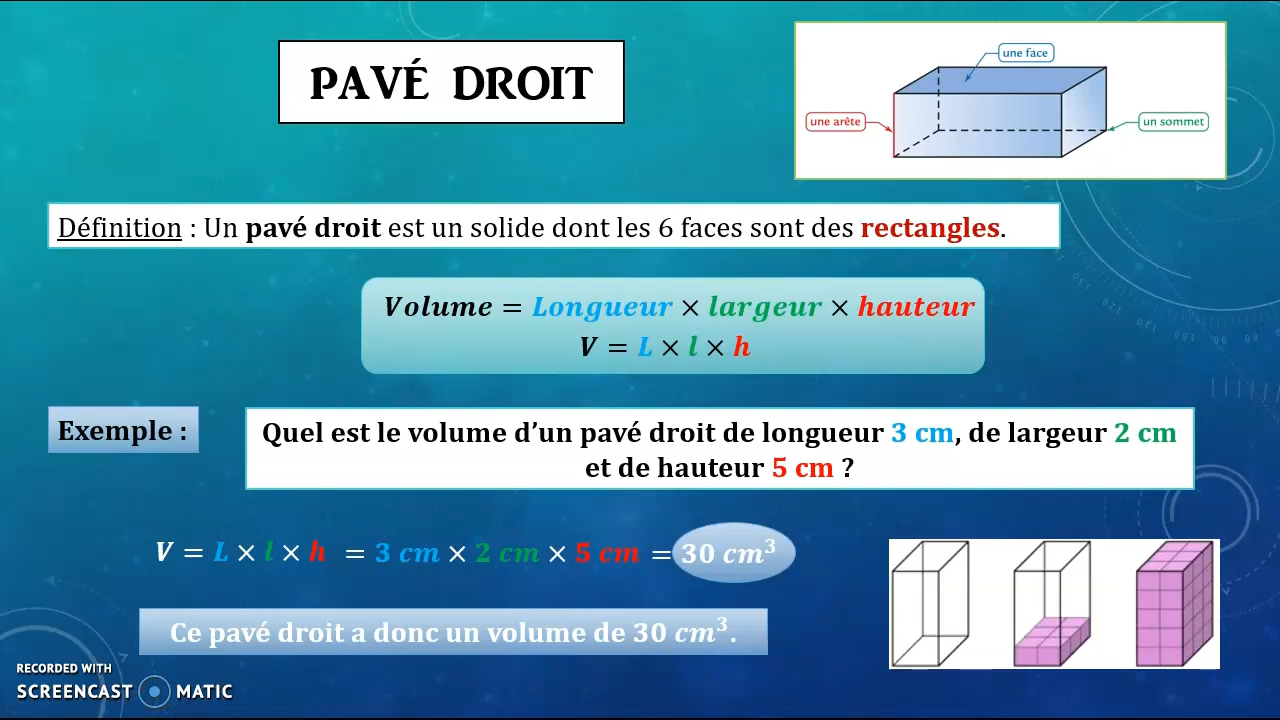 PAVÉ DROIT
une face
une arête
un sommet
Définition : Un pavé droit est un solide dont les 6 faces sont des rectangles.
Volume = Longueur × largeur × hauteur
V = L × l × h
Exemple :
Quel est le volume d’un pavé droit de longueur 3 cm, de largeur 2 cm
et de hauteur 5 cm ?
V = L × l × h = 3 cm × 2 cm × 5 cm = 30 cm³
Ce pavé droit a donc un volume de 30 cm³.
RECORDED WITH
SCREENCAST MATIC